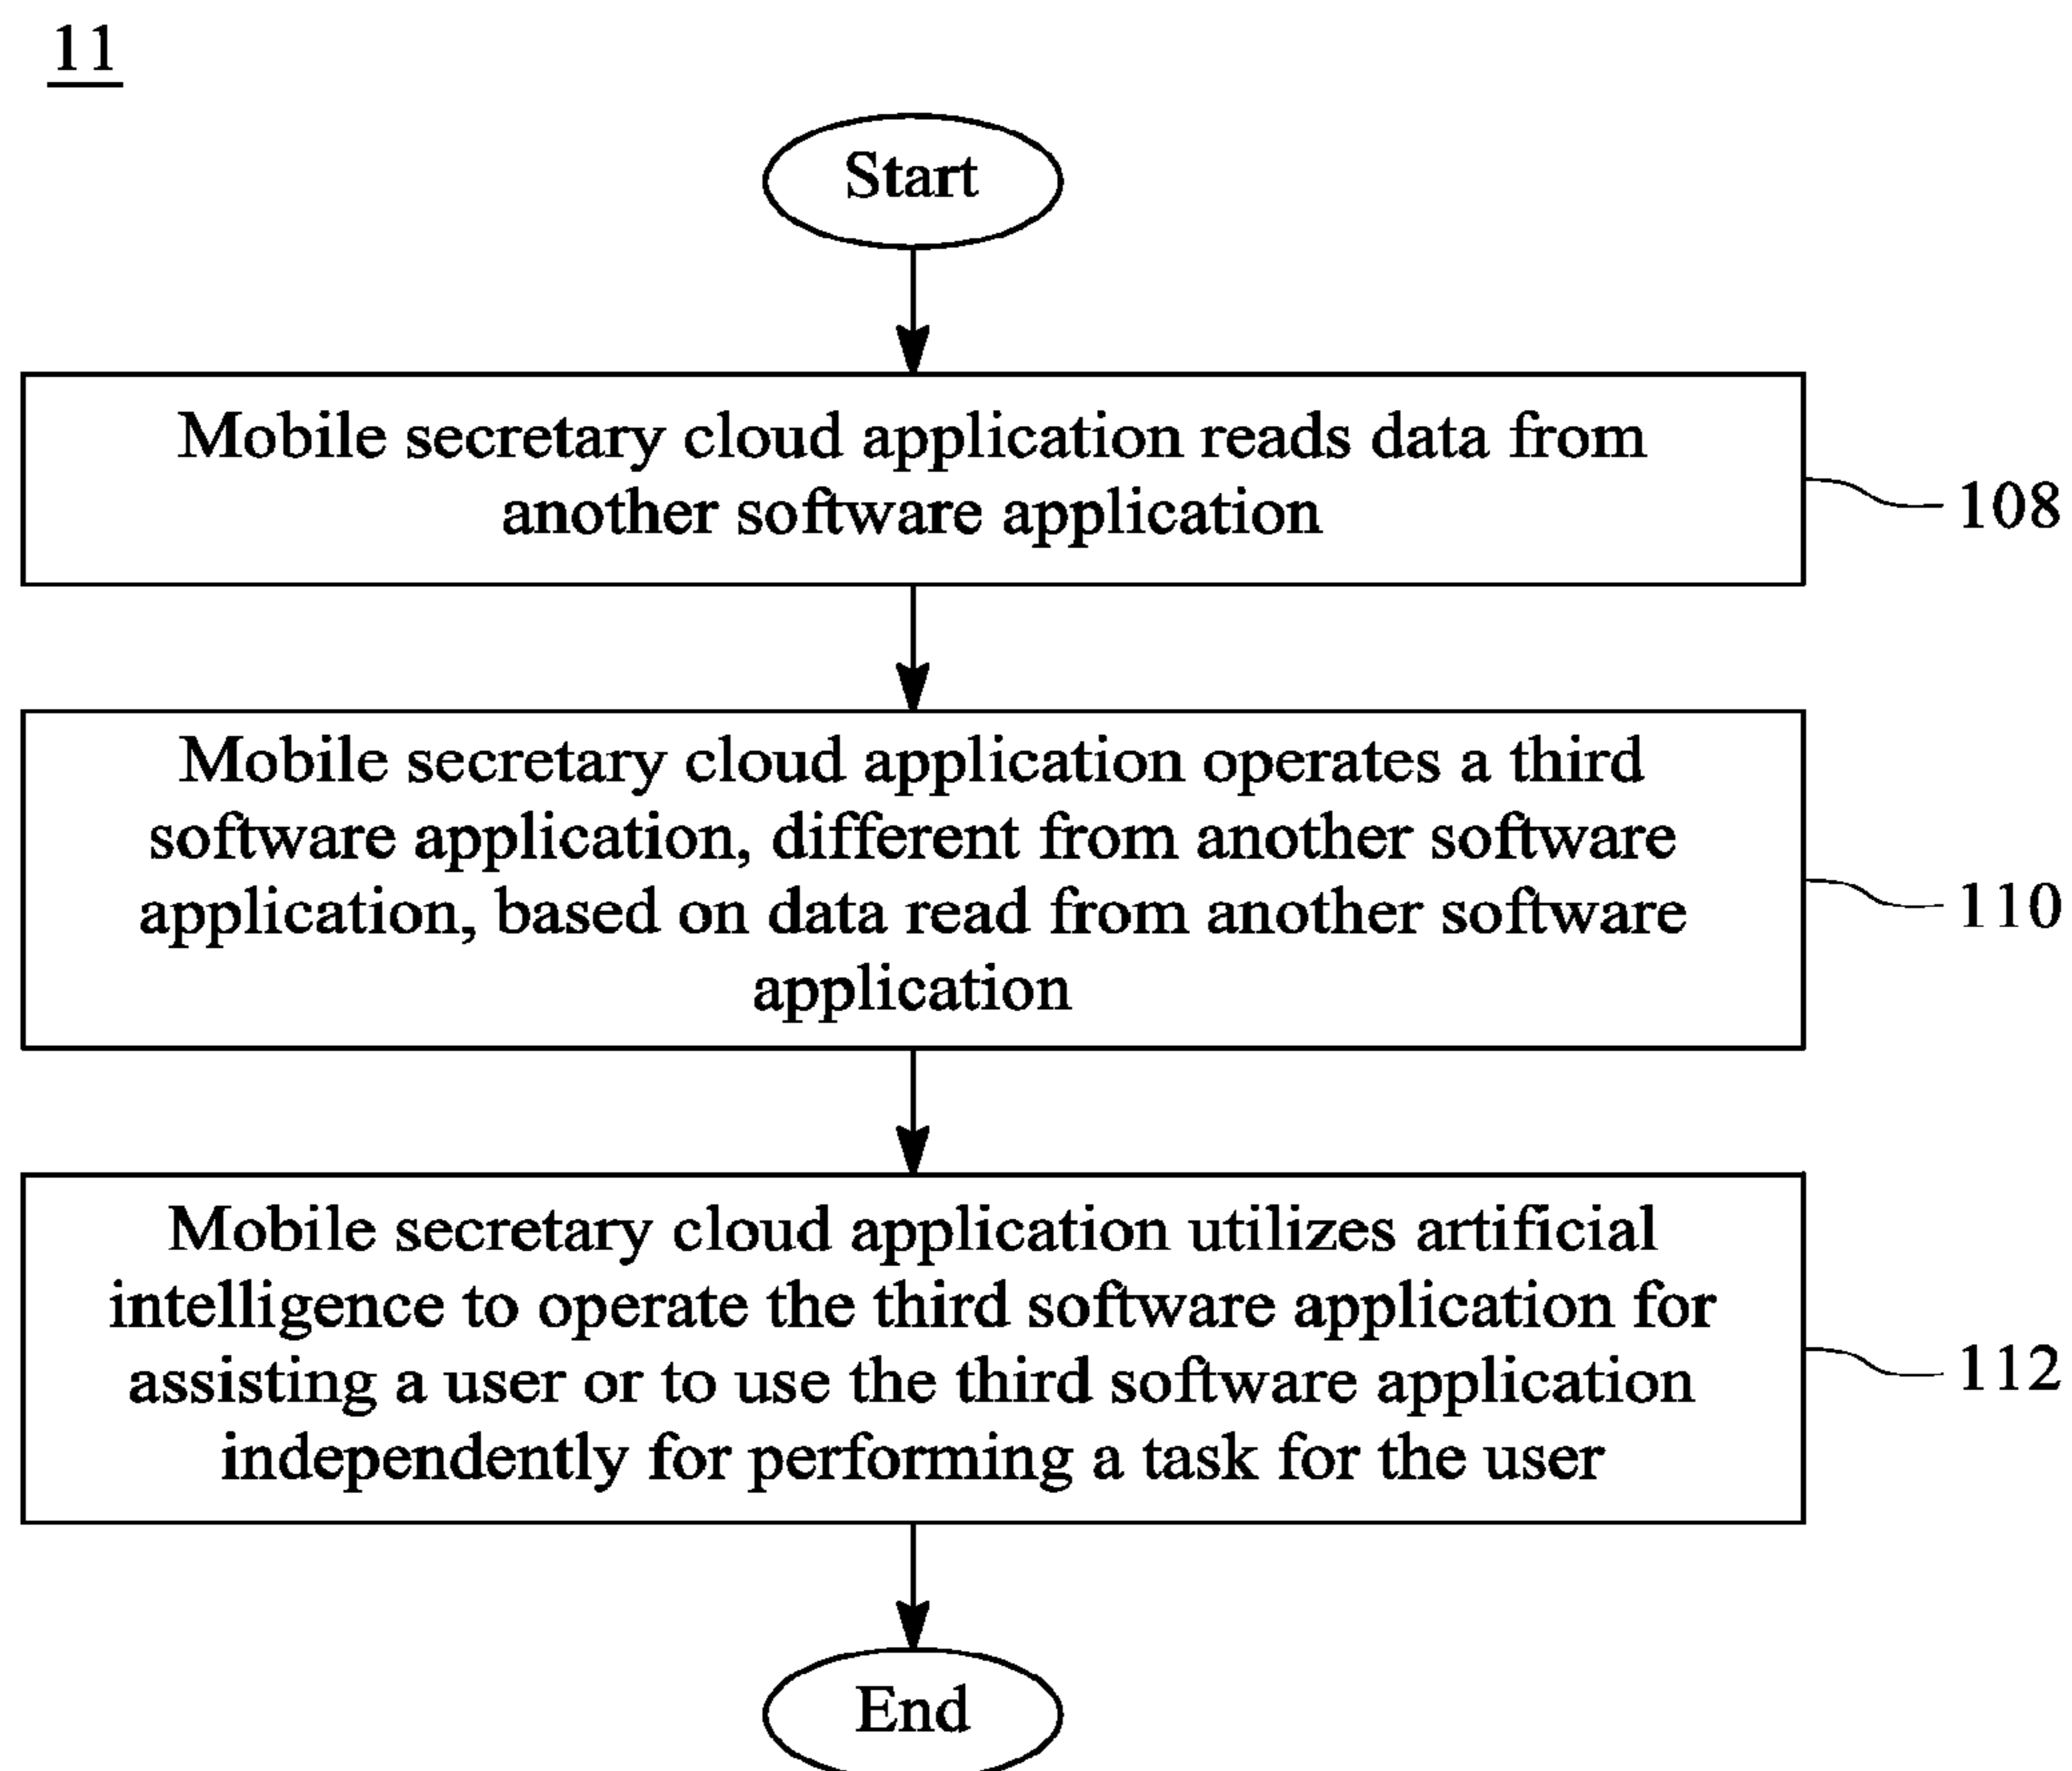 11
Start
Mobile secretary cloud application reads data from
another software application
108
Mobile secretary cloud application operates a third
software application, different from another software
application, based on data read from another software
application
110
Mobile secretary cloud application utilizes artificial
intelligence to operate the third software application for
assisting a user or to use the third software application
independently for performing a task for the user
112
End